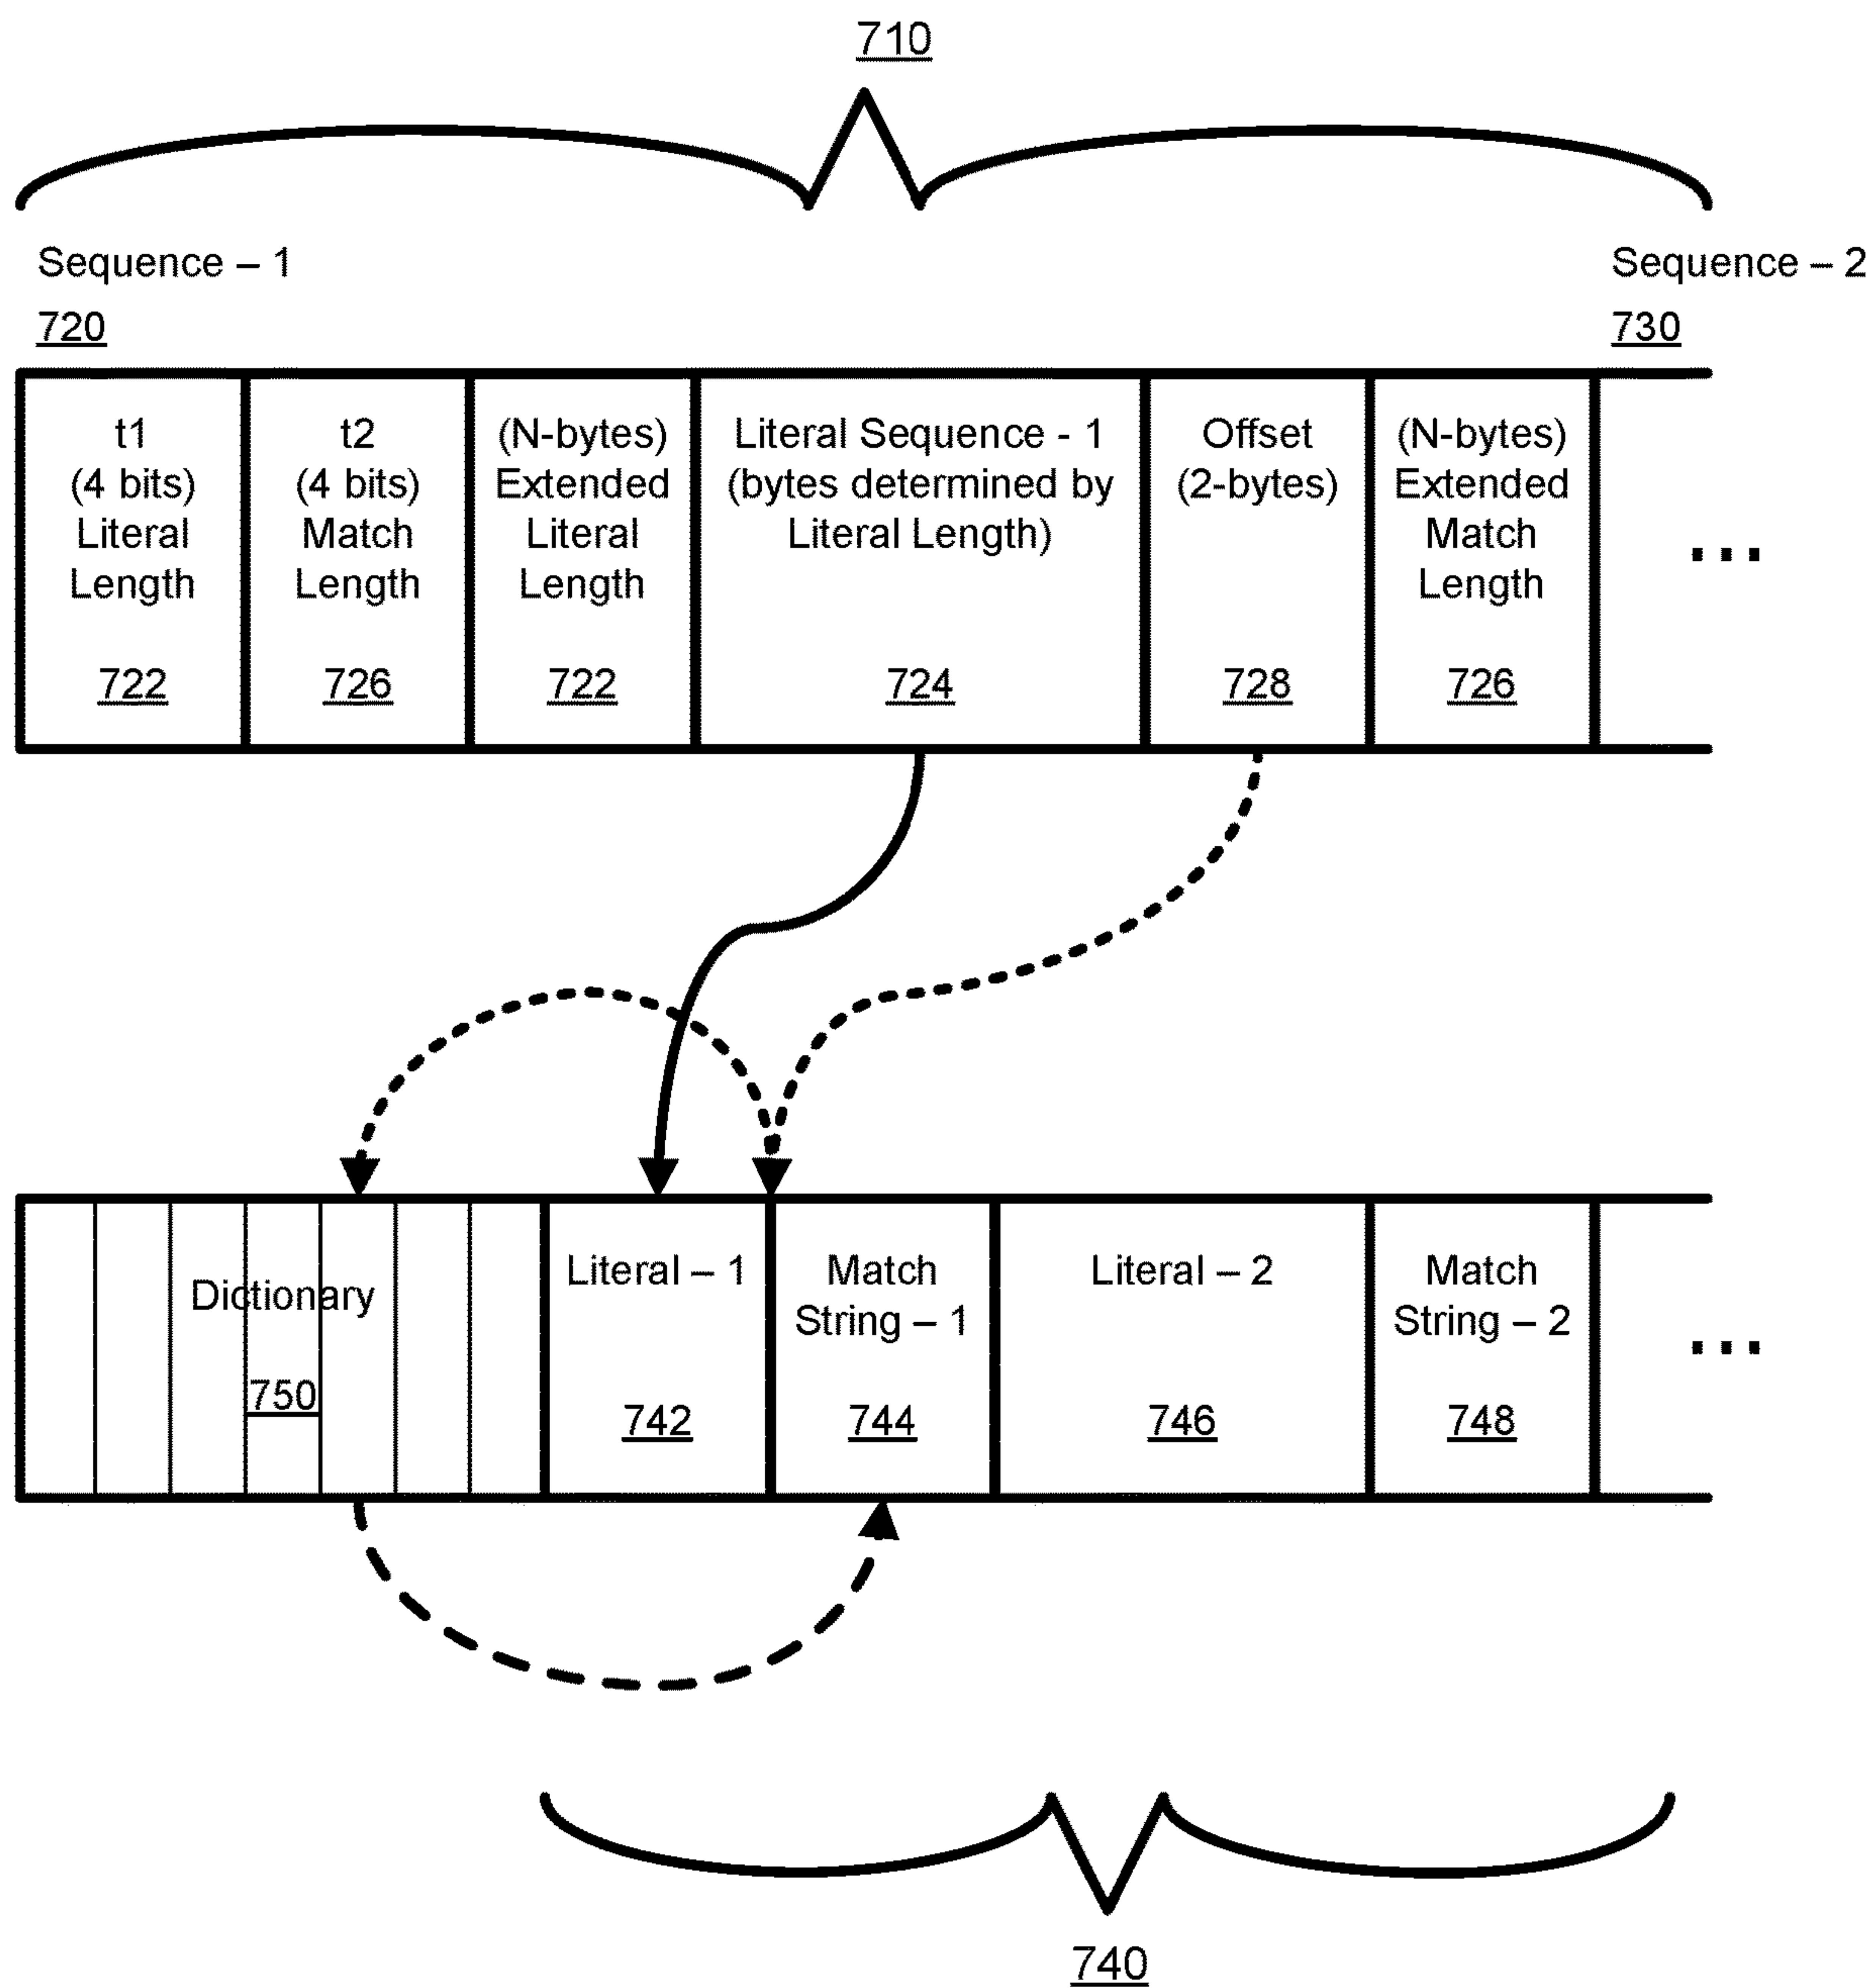 710
Sequence – 1
720
Sequence – 2
730
t1
(4 bits)
Literal
Length
722
t2
(4 bits)
Match
Length
726
(N-bytes)
Extended
Literal
Length
722
Literal Sequence - 1
(bytes determined by
Literal Length)
724
Offset
(2-bytes)
728
(N-bytes)
Extended
Match
Length
726
...
Dictionary
750
Literal – 1
742
Match
String – 1
744
Literal – 2
746
Match
String – 2
748
...
740